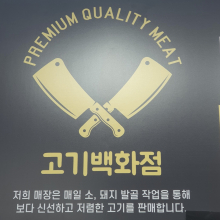 PREMIUM QUALITY MEAT
고기백화점
저희 매장은 매일 소, 돼지 발골 작업을 통해
보다 신선하고 저렴한 고기를 판매합니다.